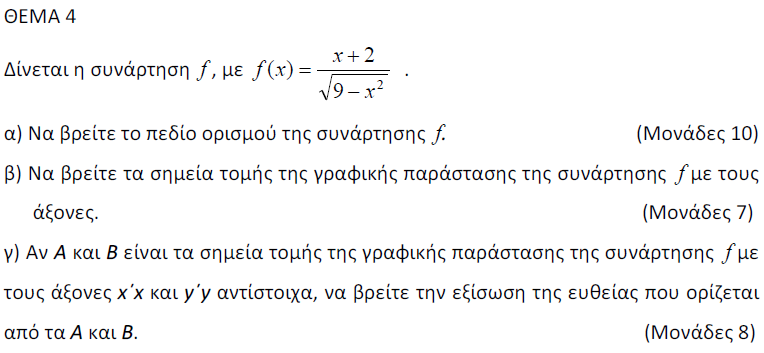 ΘΕΜΑ 4
Δίνεται η συνάρτηση f, με f(x) = \frac{x+2}{\sqrt{9-x^2}} .
α) Να βρείτε το πεδίο ορισμού της συνάρτησης f. (Μονάδες 10)
β) Να βρείτε τα σημεία τομής της γραφικής παράστασης της συνάρτησης f με τους
άξονες. (Μονάδες 7)
γ) Αν Α και Β είναι τα σημεία τομής της γραφικής παράστασης της συνάρτησης f με
τους άξονες x΄x και y΄y αντίστοιχα, να βρείτε την εξίσωση της ευθείας που ορίζεται
από τα Α και Β. (Μονάδες 8)